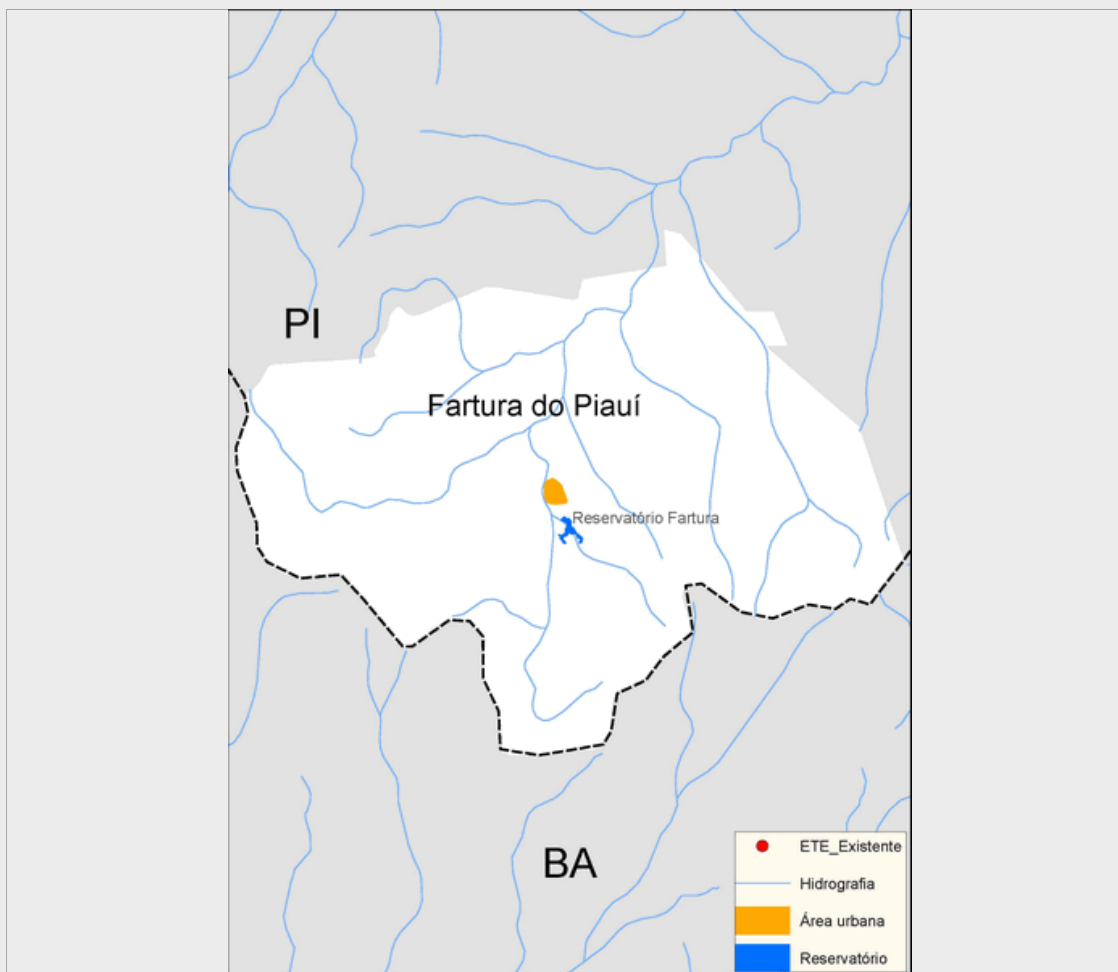 PI
Fartura do Piauí
Reservatório Fartura
BA
ETE_Existente
Hidrografia
Área urbana
Reservatório